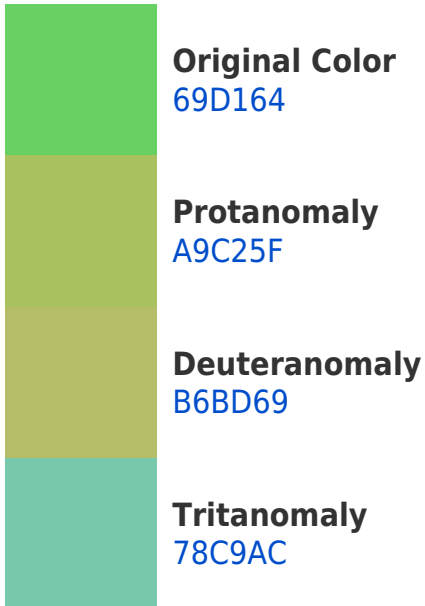 Original Color
69D164
Protanomaly
A9C25F
Deuteranomaly
B6BD69
Tritanomaly
78C9AC